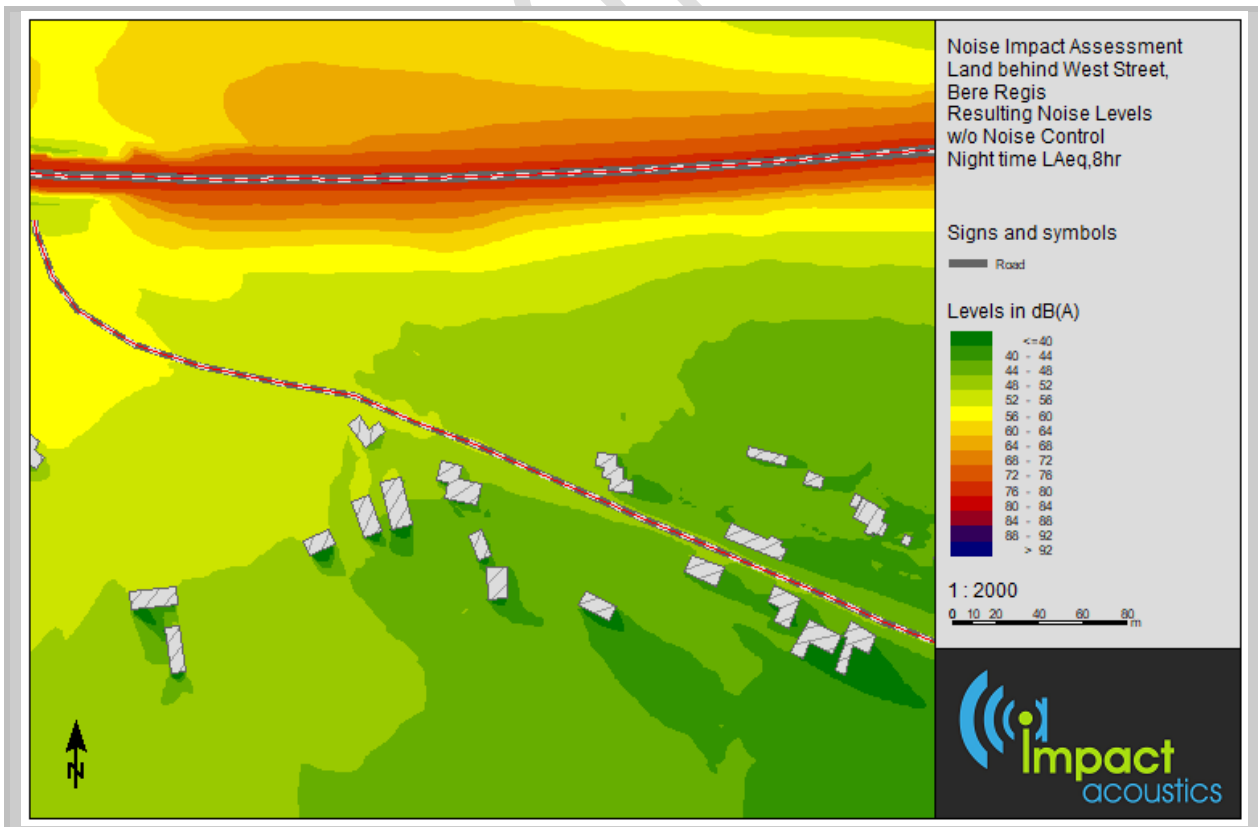 Noise Impact Assessment
Land behind West Street,
Bere Regis
Resulting Noise Levels
w/o Noise Control
Night time LAeq,8hr
Signs and symbols
Road
Levels in dB(A)
<=40
40 - 44
44 - 48
48 - 52
52 - 56
56 - 60
60 - 64
64 - 68
68 - 72
72 - 76
76 - 80
80 - 84
84 - 88
88 - 92
> 92
1 : 2000
0 10 20 40 60 80
m
N
impact
acoustics